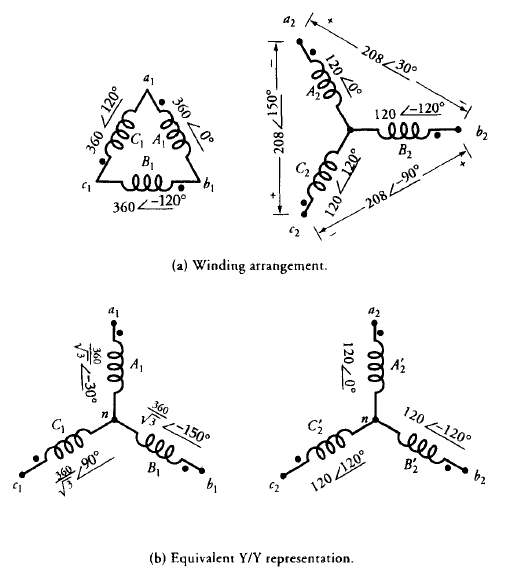 a2
+
208∠30°
−
120∠0°
A2
a1
−
360∠120°
360∠0°
208∠150°
120∠−120°
b2
C1
A1
B2
B1
C2
+
c1
b1
+
120∠120°
208∠−90°
360∠−120°
c2
−
(a) Winding arrangement.
a1
a2
360/√3 ∠−30°
A1
120∠0°
A'2
n
n
C1
360/√3 ∠−150°
C'2
120∠−120°
360/√3 ∠90°
B1
120∠120°
B'2
c1
b1
c2
b2
(b) Equivalent Y/Y representation.